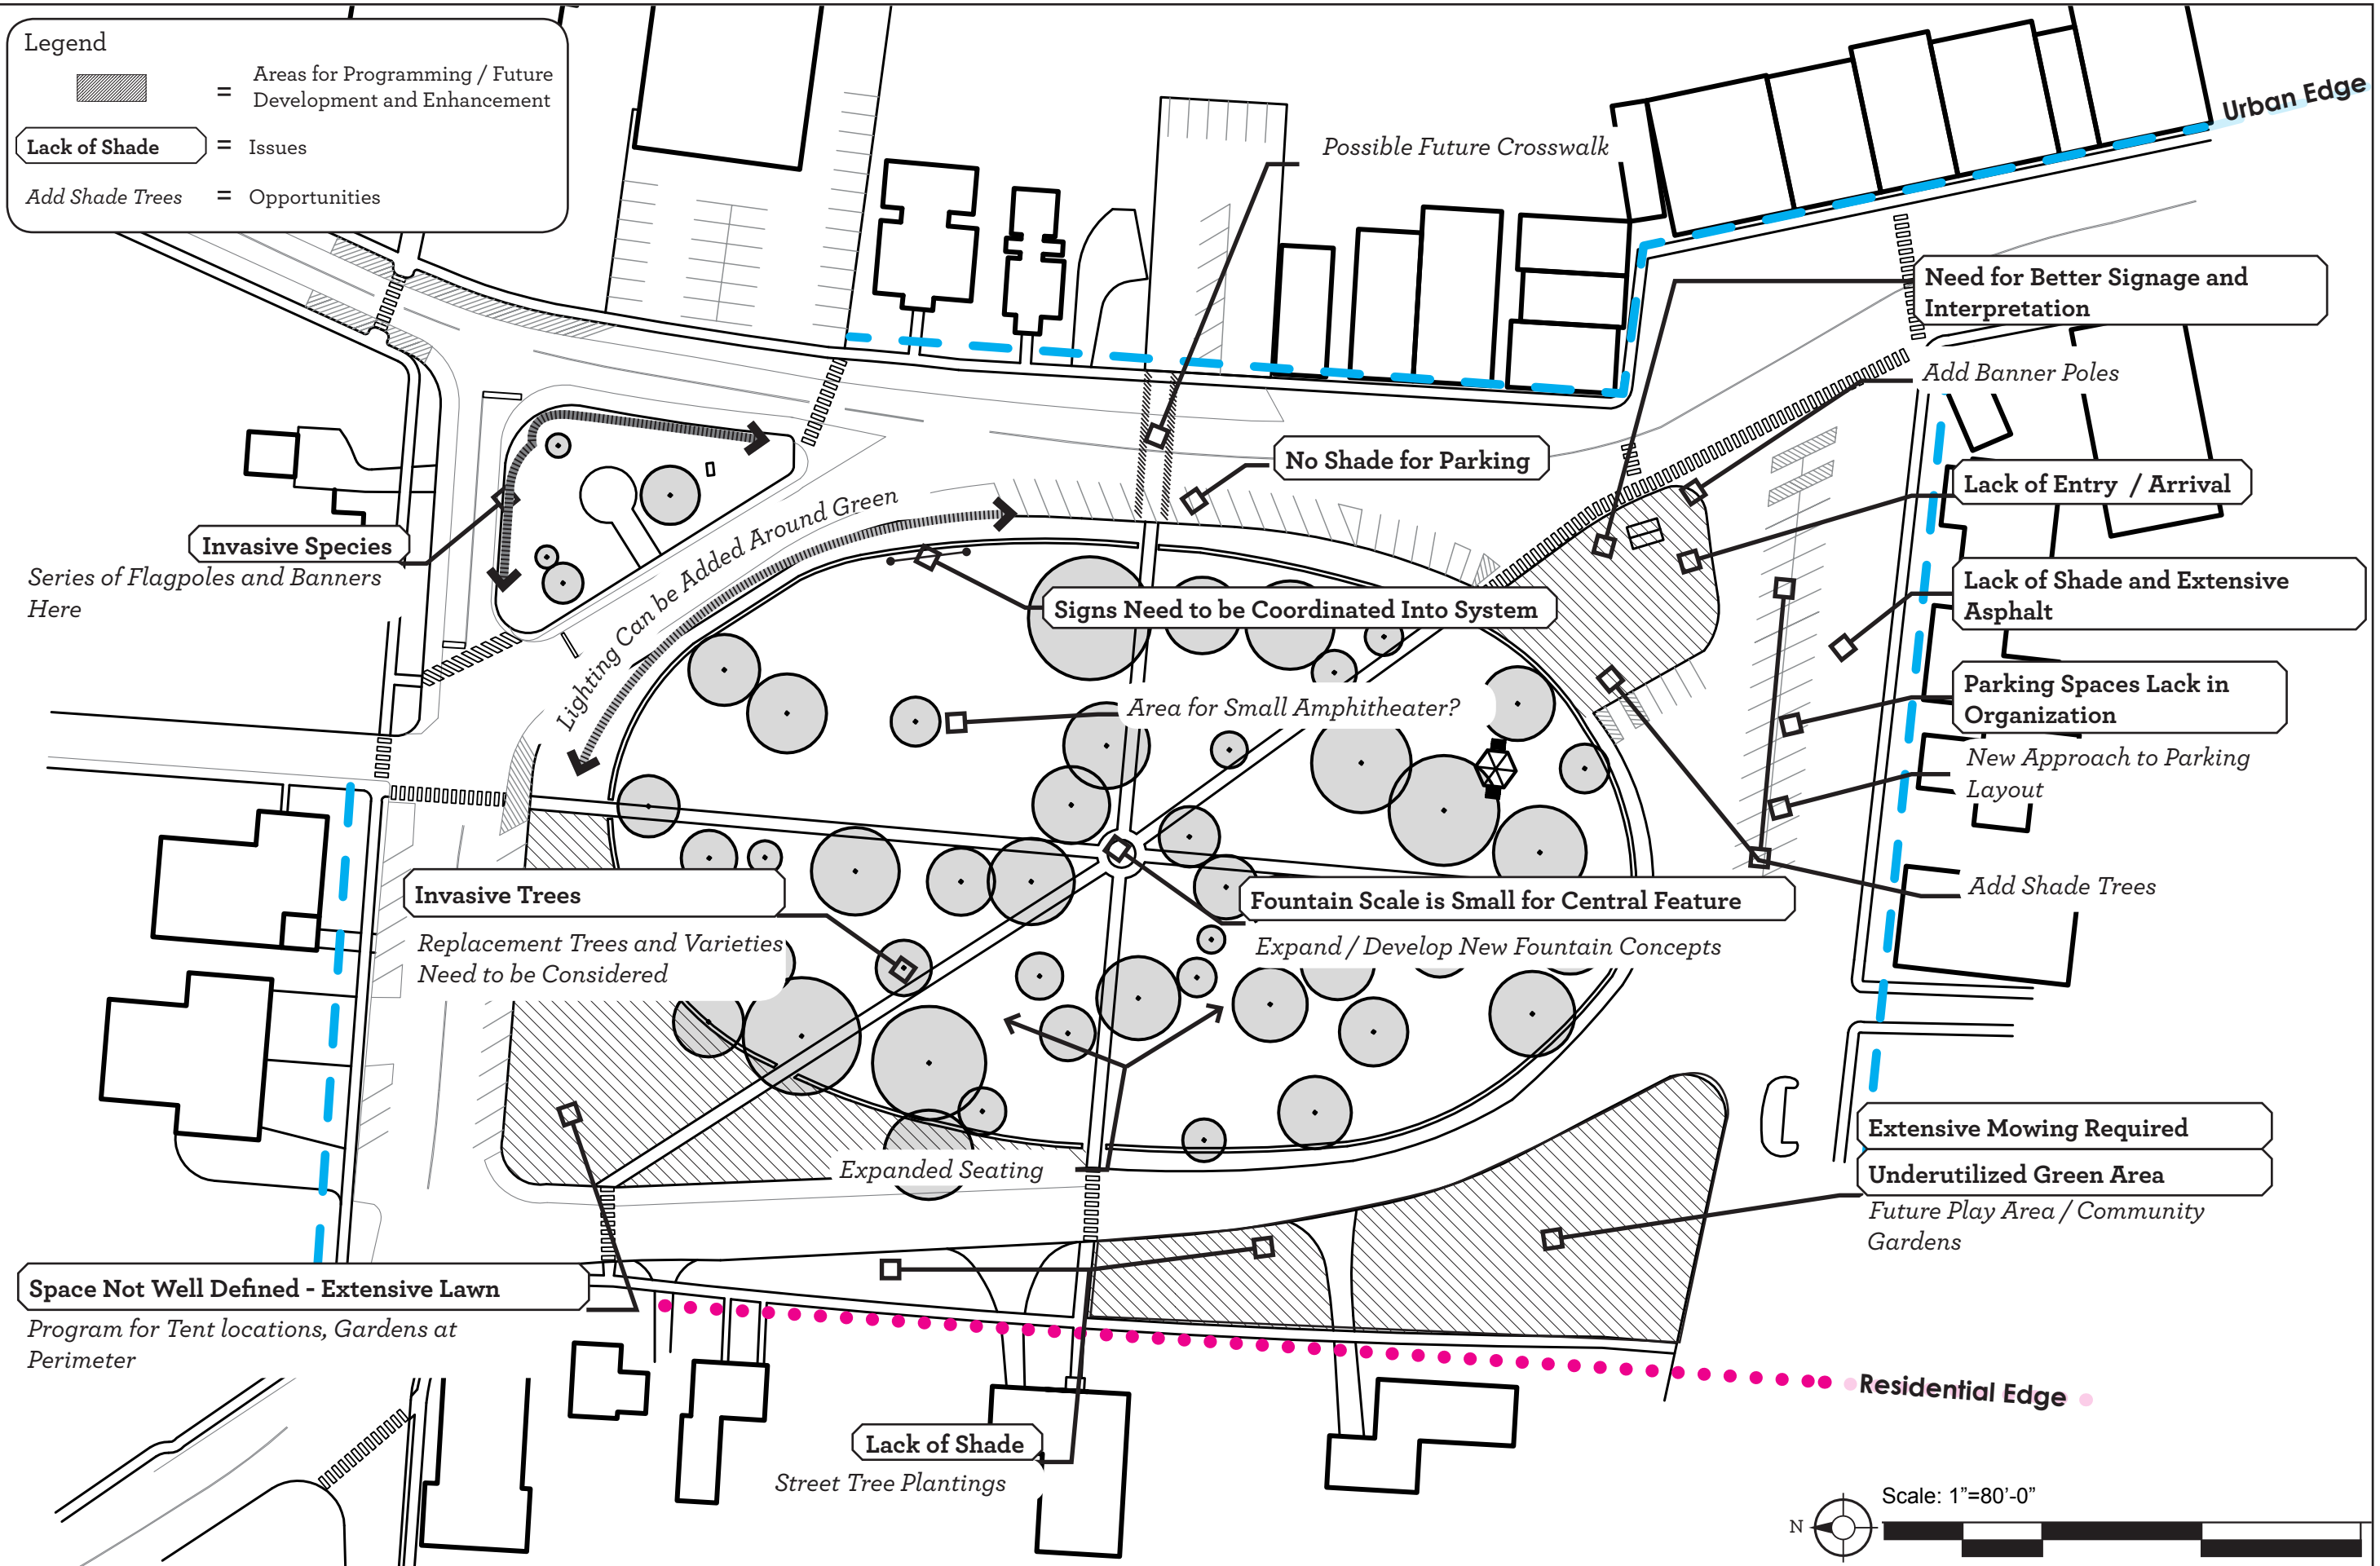 Legend
= Areas for Programming / Future
Development and Enhancement
Lack of Shade = Issues
Add Shade Trees = Opportunities
Urban Edge
Possible Future Crosswalk
Need for Better Signage and
Interpretation
Add Banner Poles
No Shade for Parking
Lack of Entry / Arrival
Lighting Can be Added Around Green
Invasive Species
Series of Flagpoles and Banners
Here
Signs Need to be Coordinated Into System
Lack of Shade and Extensive
Asphalt
Area for Small Amphitheater?
Parking Spaces Lack in
Organization
New Approach to Parking
Layout
Add Shade Trees
Invasive Trees
Replacement Trees and Varieties
Need to be Considered
Fountain Scale is Small for Central Feature
Expand / Develop New Fountain Concepts
Expanded Seating
Extensive Mowing Required
Underutilized Green Area
Future Play Area / Community
Gardens
Space Not Well Defined - Extensive Lawn
Program for Tent locations, Gardens at
Perimeter
Residential Edge
Lack of Shade
Street Tree Plantings
Scale: 1”=80’-0”
N